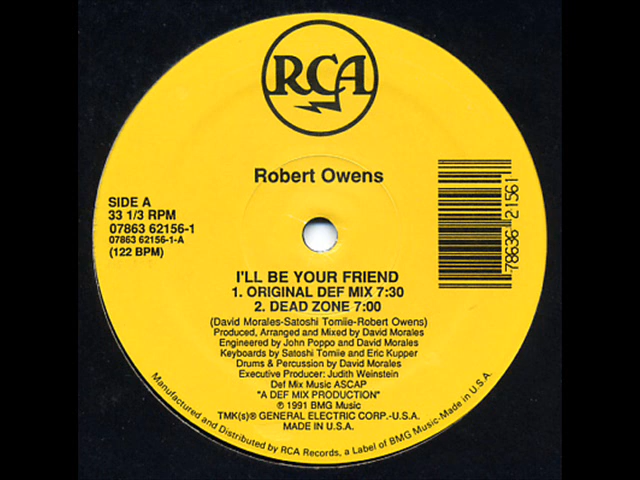 RCA
Robert Owens
SIDE A
33 1/3 RPM
07863 62156-1
07863 62156-1-A
(122 BPM)
78636 21561
I'LL BE YOUR FRIEND
1. ORIGINAL DEF MIX 7:30
2. DEAD ZONE 7:00
(David Morales-Satoshi Tomiie-Robert Owens)
Produced, Arranged and Mixed by David Morales
Engineered by John Poppo and David Morales
Keyboards by Satoshi Tomiie and Eric Kupper
Drums & Percussion by David Morales
Executive Producer: Judith Weinstein
Def Mix Music ASCAP
"A DEF MIX PRODUCTION"
℗ 1991 BMG Music
TMK(s)® GENERAL ELECTRIC CORP.-U.S.A.
MADE IN U.S.A.
Manufactured and Distributed by RCA Records, a Label of BMG Music-Made in U.S.A.